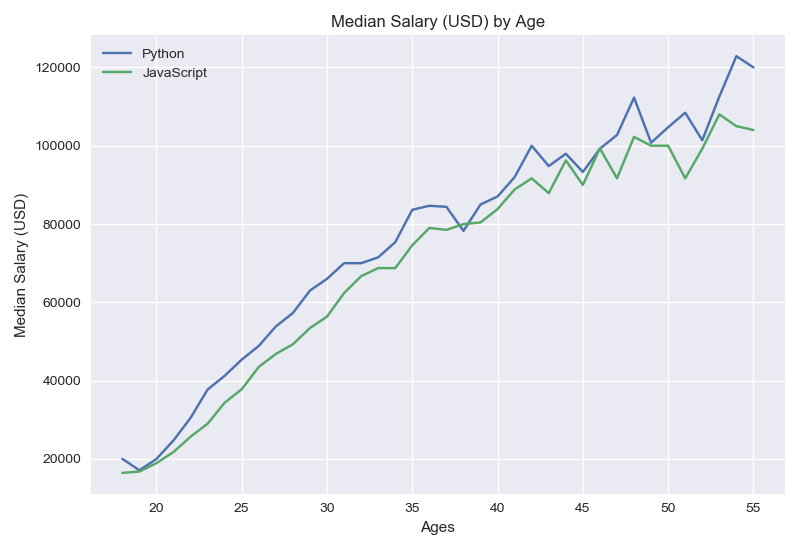 Median Salary (USD) by Age
Python
JavaScript
120000
100000
80000
60000
40000
20000
Median Salary (USD)
20 25 30 35 40 45 50 55
Ages